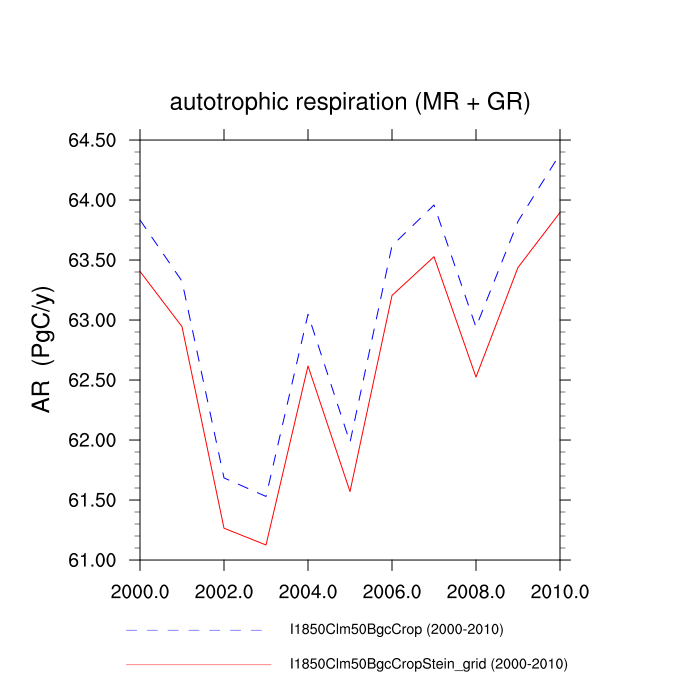 autotrophic respiration (MR + GR)
AR (PgC/y)
64.50
64.00
63.50
63.00
62.50
62.00
61.50
61.00
2000.0 2002.0 2004.0 2006.0 2008.0 2010.0
I1850Clm50BgcCrop (2000-2010)
I1850Clm50BgcCropStein_grid (2000-2010)